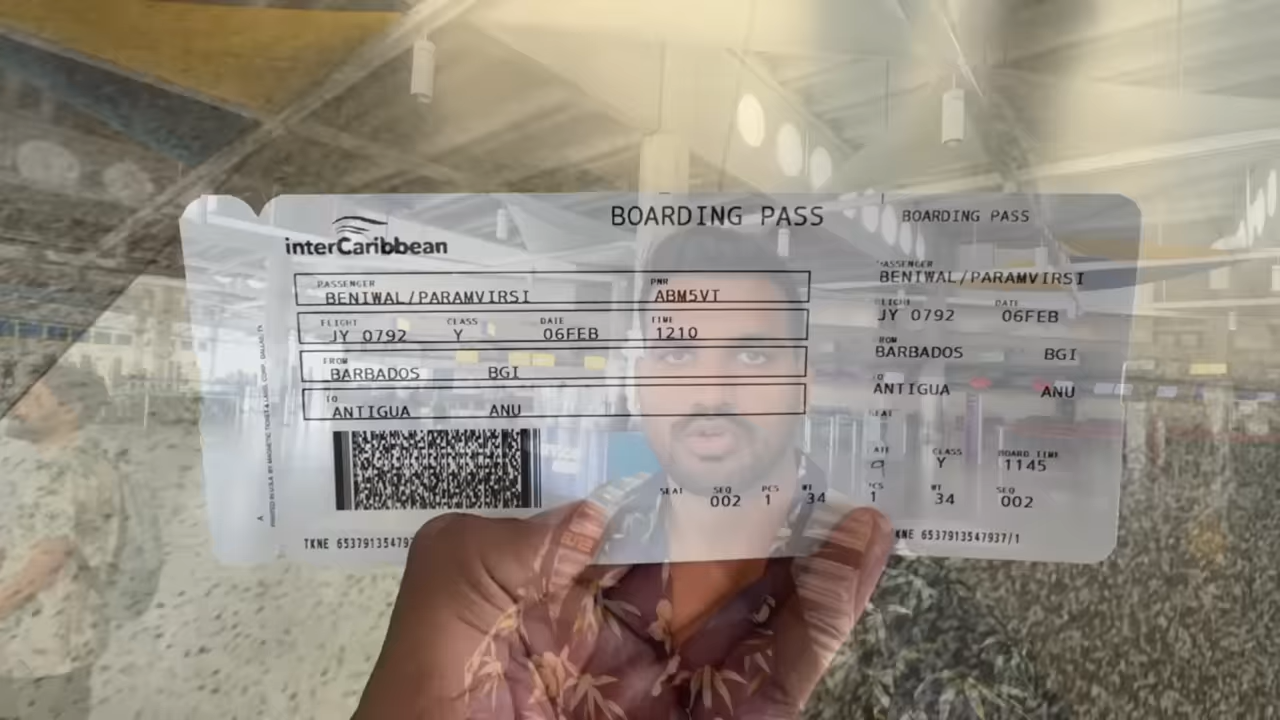 interCaribbean
BOARDING PASS
PASSENGER PNR
BENIWAL/PARAMVIRSI ABM5VT
FLIGHT CLASS DATE TIME
JY 0792 Y 06FEB 1210
FROM
BARBADOS BGI
TO
ANTIGUA ANU
SEAT SEQ PCS WT
002 1 34
TKNE 6537913547937
BOARDING PASS
PASSENGER
BENIWAL/PARAMVIRSI
FLIGHT DATE
JY 0792 06FEB
FROM
BARBADOS BGI
TO
ANTIGUA ANU
SEAT
GATE CLASS BOARD TIME
9 Y 1145
PCS WT SEQ
1 34 002
TKNE 6537913547937/1